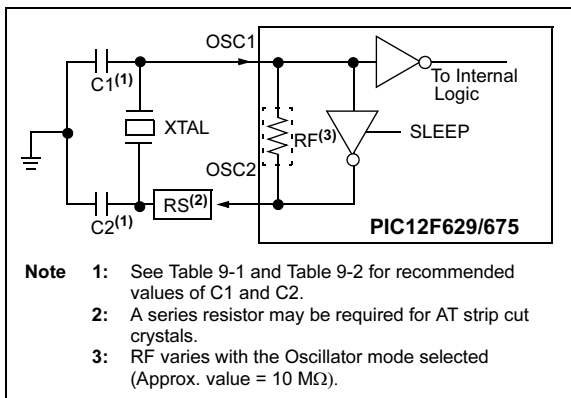 OSC1
C1(1)
To Internal
Logic
XTAL
RF(3)
SLEEP
OSC2
RS(2)
C2(1)
PIC12F629/675
Note 1: See Table 9-1 and Table 9-2 for recommended
values of C1 and C2.
2: A series resistor may be required for AT strip cut
crystals.
3: RF varies with the Oscillator mode selected
(Approx. value = 10 MΩ).